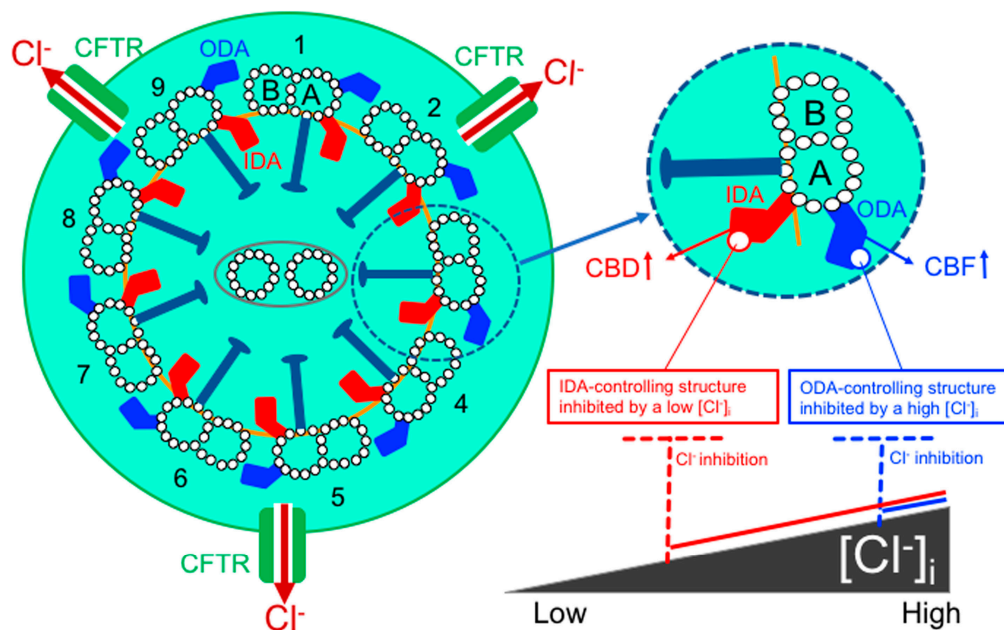 Cl⁻
CFTR
ODA
1
CFTR
Cl⁻
9
B
A
2
IDA
8
7
4
6
5
CFTR
Cl⁻
B
A
IDA
ODA
CBD↑
CBF↑
IDA-controlling structure
inhibited by a low [Cl⁻]i
ODA-controlling structure
inhibited by a high [Cl⁻]i
Cl⁻ inhibition
Cl⁻ inhibition
[Cl⁻]i
Low
High